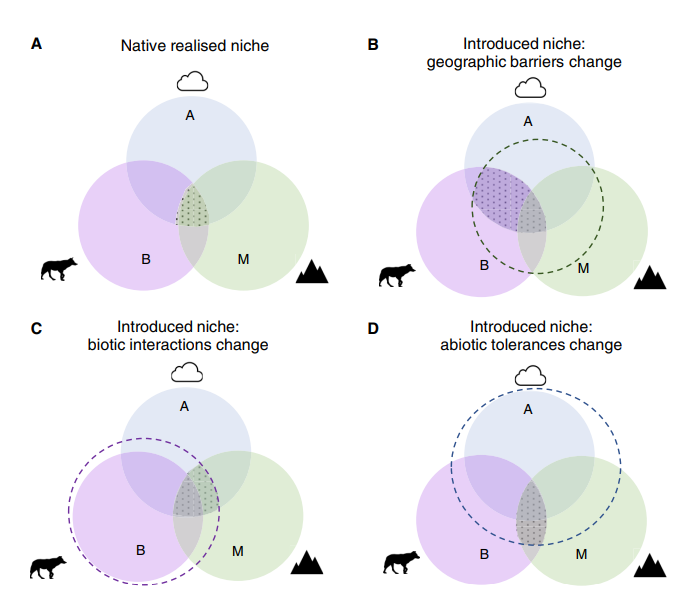 A
Native realised niche
A
B
M
B
Introduced niche:
geographic barriers change
A
B
M
C
Introduced niche:
biotic interactions change
A
B
M
D
Introduced niche:
abiotic tolerances change
A
B
M